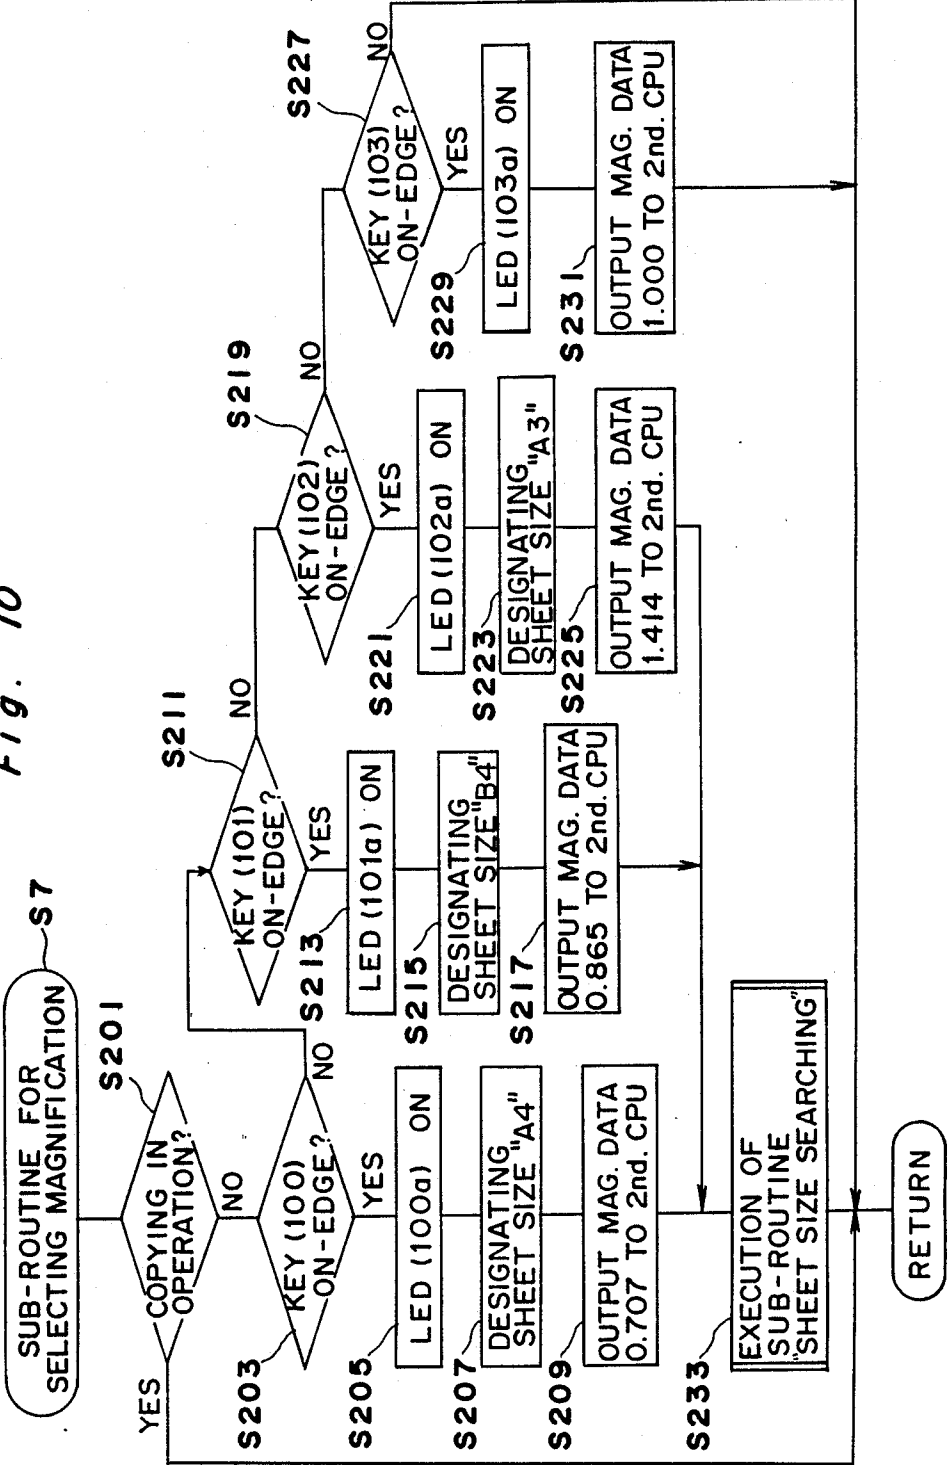 Fig. 10
SUB-ROUTINE FOR
SELECTING MAGNIFICATION
S7
S201
COPYING IN
OPERATION?
YES
NO
S203
KEY (100)
ON-EDGE?
NO
YES
S205
LED (100a) ON
S207
DESIGNATING
SHEET SIZE "A4"
S209
OUTPUT MAG. DATA
0.707 TO 2nd. CPU
S211
KEY (101)
ON-EDGE?
NO
YES
S213
LED (101a) ON
S215
DESIGNATING
SHEET SIZE "B4"
S217
OUTPUT MAG. DATA
0.865 TO 2nd. CPU
S219
KEY (102)
ON-EDGE?
NO
YES
S221
LED (102a) ON
S223
DESIGNATING
SHEET SIZE "A3"
S225
OUTPUT MAG. DATA
1.414 TO 2nd. CPU
S227
KEY (103)
ON-EDGE?
NO
YES
S229
LED (103a) ON
S231
OUTPUT MAG. DATA
1.000 TO 2nd. CPU
S233
EXECUTION OF
SUB-ROUTINE
"SHEET SIZE SEARCHING"
RETURN